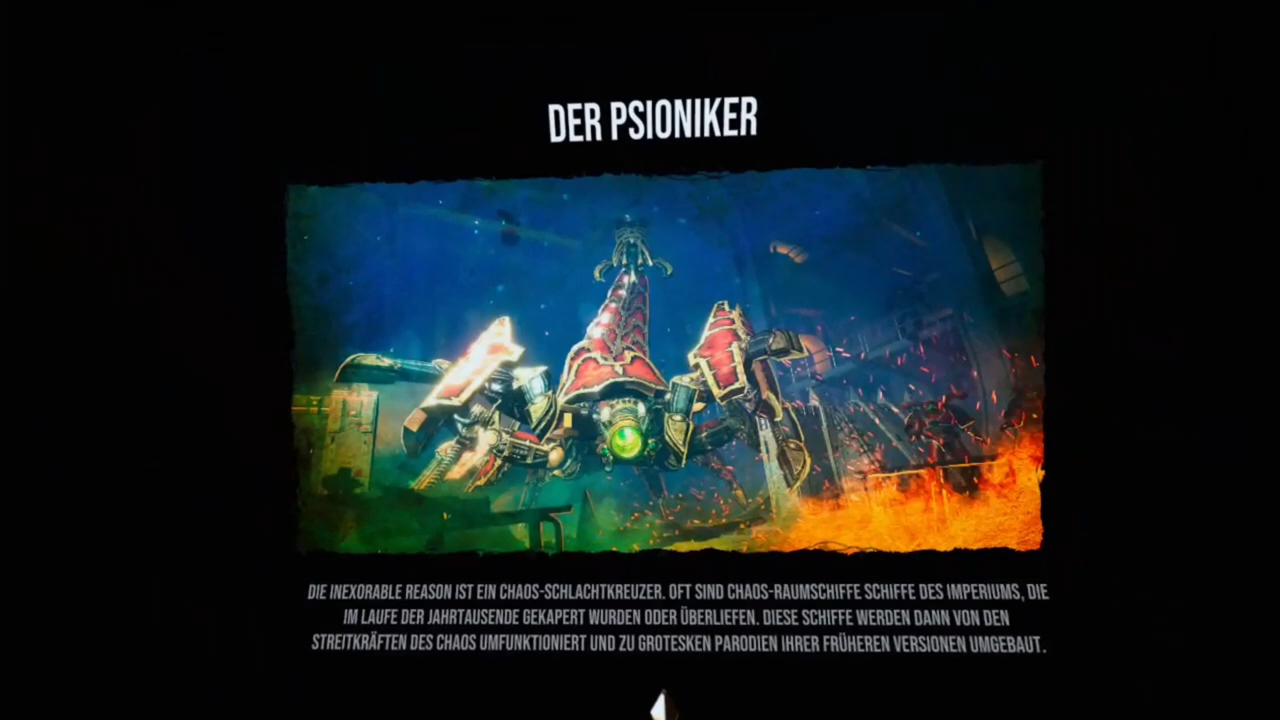 DER PSIONIKER
DIE INEXORABLE REASON IST EIN CHAOS-SCHLACHTKREUZER. OFT SIND CHAOS-RAUMSCHIFFE SCHIFFE DES IMPERIUMS, DIE
IM LAUFE DER JAHRTAUSENDE GEKAPERT WURDEN ODER ÜBERLIEFEN. DIESE SCHIFFE WERDEN DANN VON DEN
STREITKRÄFTEN DES CHAOS UMFUNKTIONIERT UND ZU GROTESKEN PARODIEN IHRER FRÜHEREN VERSIONEN UMGEBAUT.